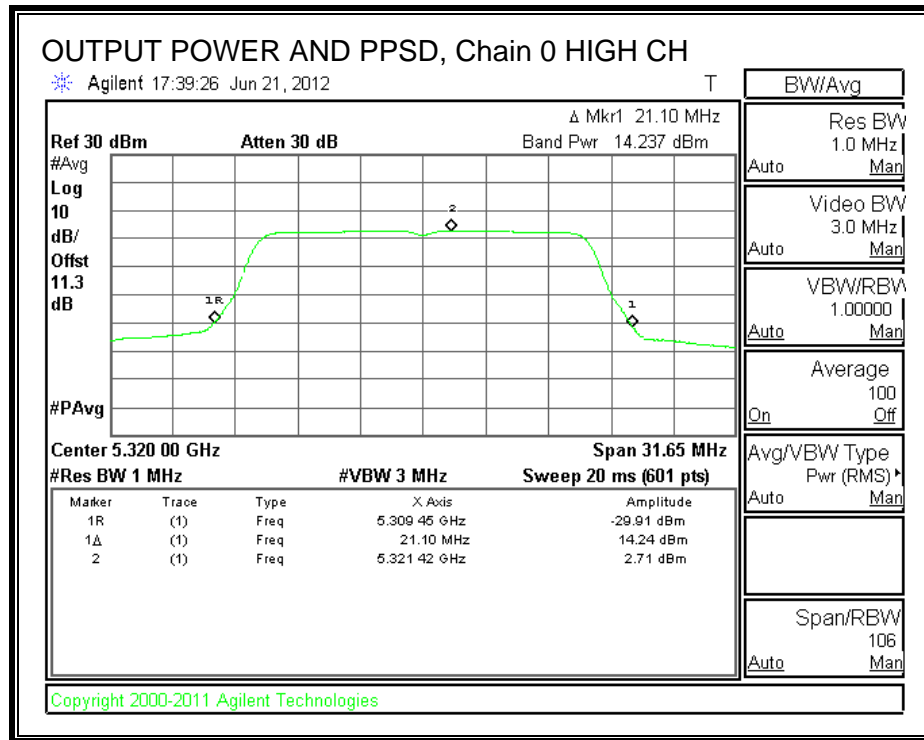 OUTPUT POWER AND PPSD, Chain 0 HIGH CH
Agilent 17:39:26 Jun 21, 2012 T
Δ Mkr1 21.10 MHz
Ref 30 dBm Atten 30 dB Band Pwr 14.237 dBm
#Avg
Log
10
dB/
Offst
11.3
dB
#PAvg
1R
2
1
Center 5.320 00 GHz Span 31.65 MHz
#Res BW 1 MHz #VBW 3 MHz Sweep 20 ms (601 pts)
Marker Trace Type X Axis Amplitude
1R (1) Freq 5.309 45 GHz -29.91 dBm
1Δ (1) Freq 21.10 MHz 14.24 dBm
2 (1) Freq 5.321 42 GHz 2.71 dBm
Copyright 2000-2011 Agilent Technologies
BW/Avg
Res BW
1.0 MHz
Auto Man
Video BW
3.0 MHz
Auto Man
VBW/RBW
1.00000
Auto Man
Average
100
On Off
Avg/VBW Type
Pwr (RMS)
Auto Man
Span/RBW
106
Auto Man